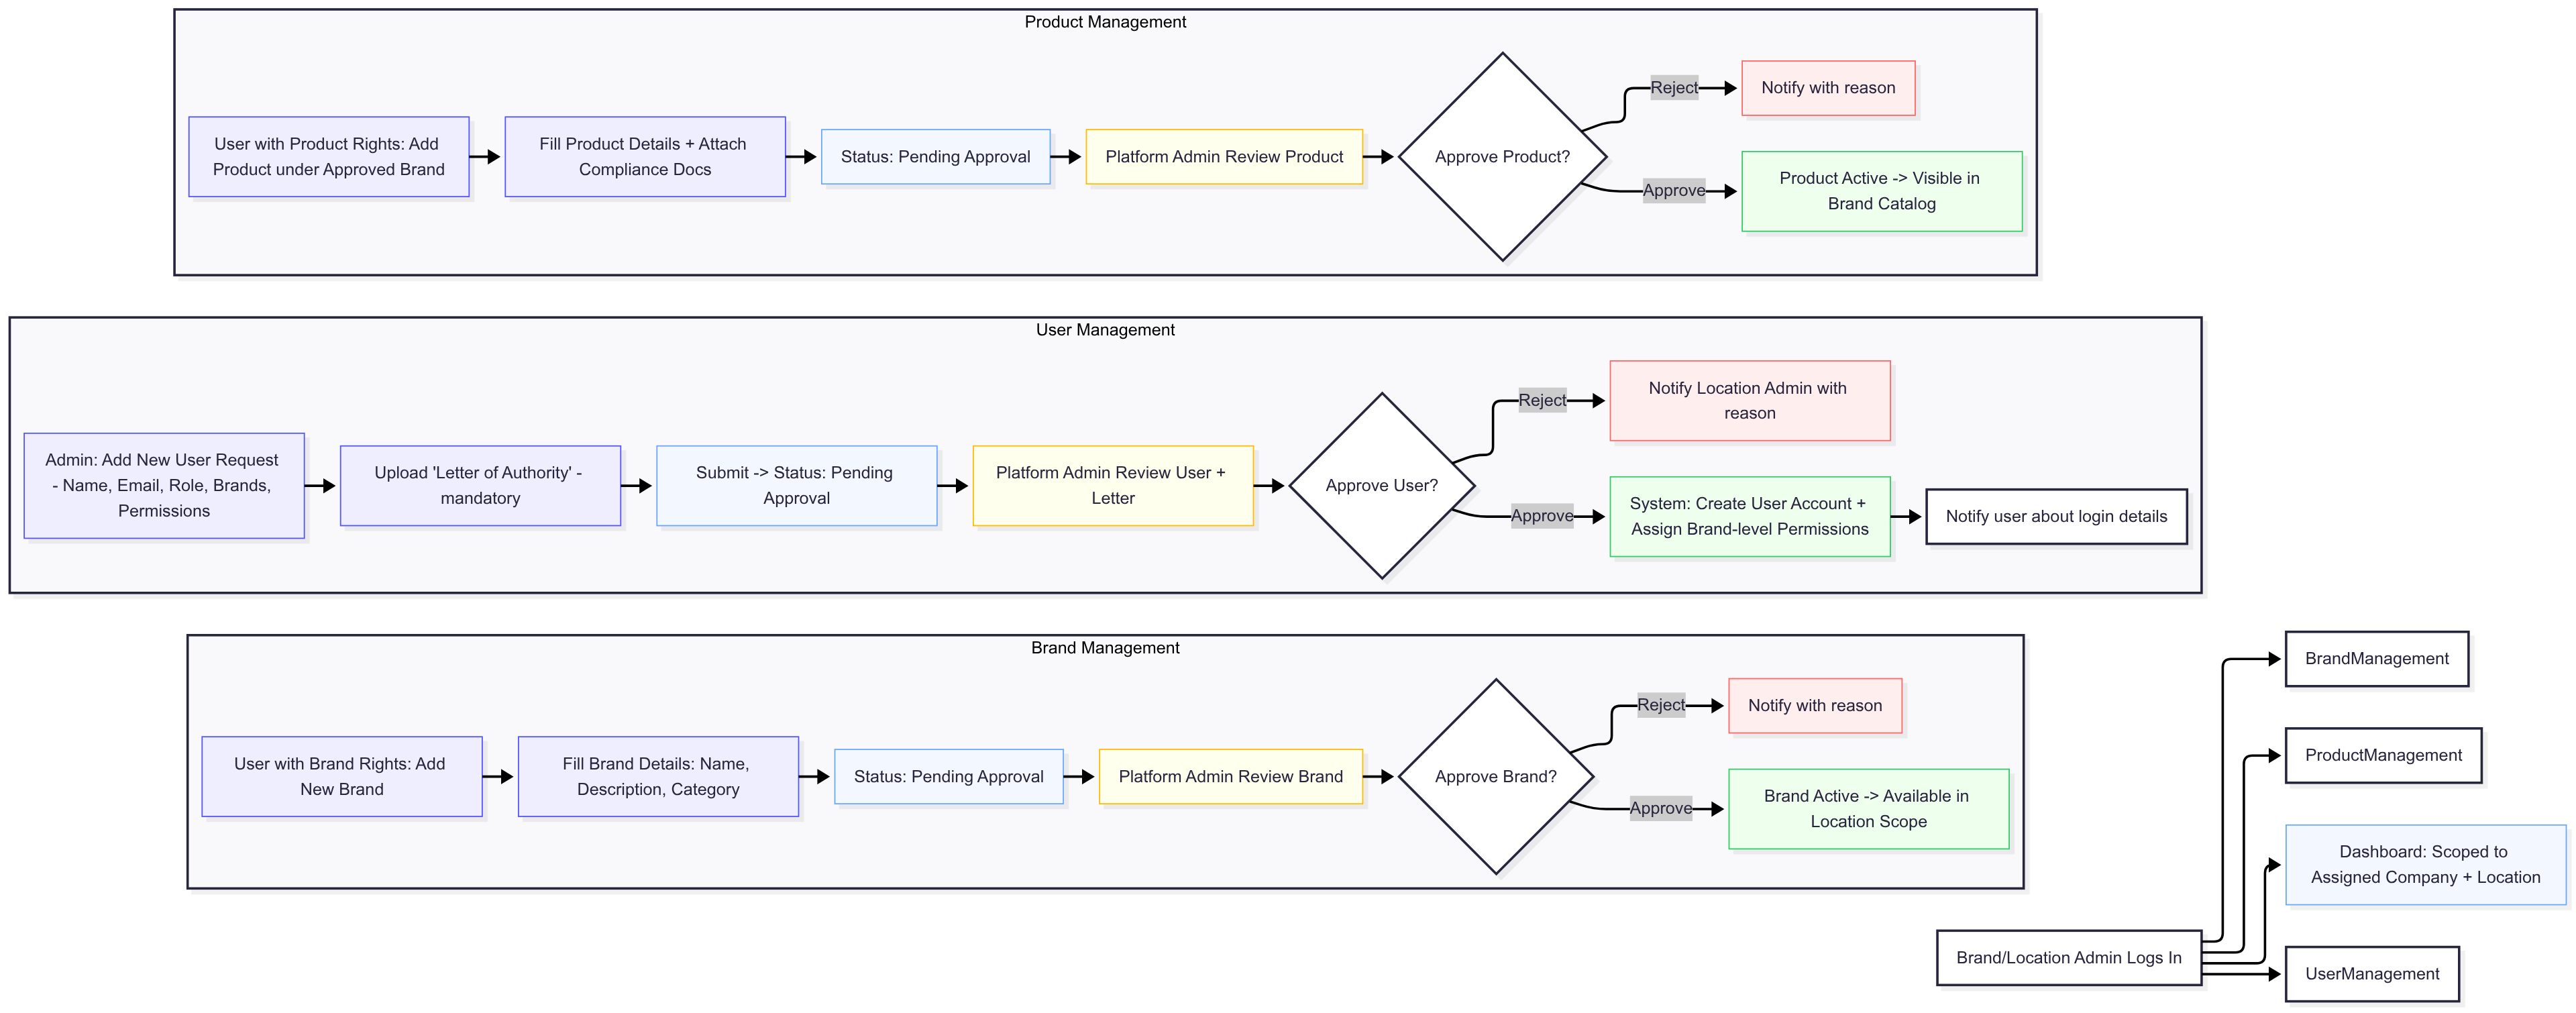 Product Management
User with Product Rights: Add
Product under Approved Brand
Fill Product Details + Attach
Compliance Docs
Status: Pending Approval
Platform Admin Review Product
Approve Product?
Reject
Notify with reason
Approve
Product Active -> Visible in
Brand Catalog
User Management
Admin: Add New User Request
- Name, Email, Role, Brands,
Permissions
Upload 'Letter of Authority' -
mandatory
Submit -> Status: Pending
Approval
Platform Admin Review User +
Letter
Approve User?
Reject
Notify Location Admin with
reason
Approve
System: Create User Account +
Assign Brand-level Permissions
Notify user about login details
Brand Management
User with Brand Rights: Add
New Brand
Fill Brand Details: Name,
Description, Category
Status: Pending Approval
Platform Admin Review Brand
Approve Brand?
Reject
Notify with reason
Approve
Brand Active -> Available in
Location Scope
Brand/Location Admin Logs In
BrandManagement
ProductManagement
Dashboard: Scoped to
Assigned Company + Location
UserManagement